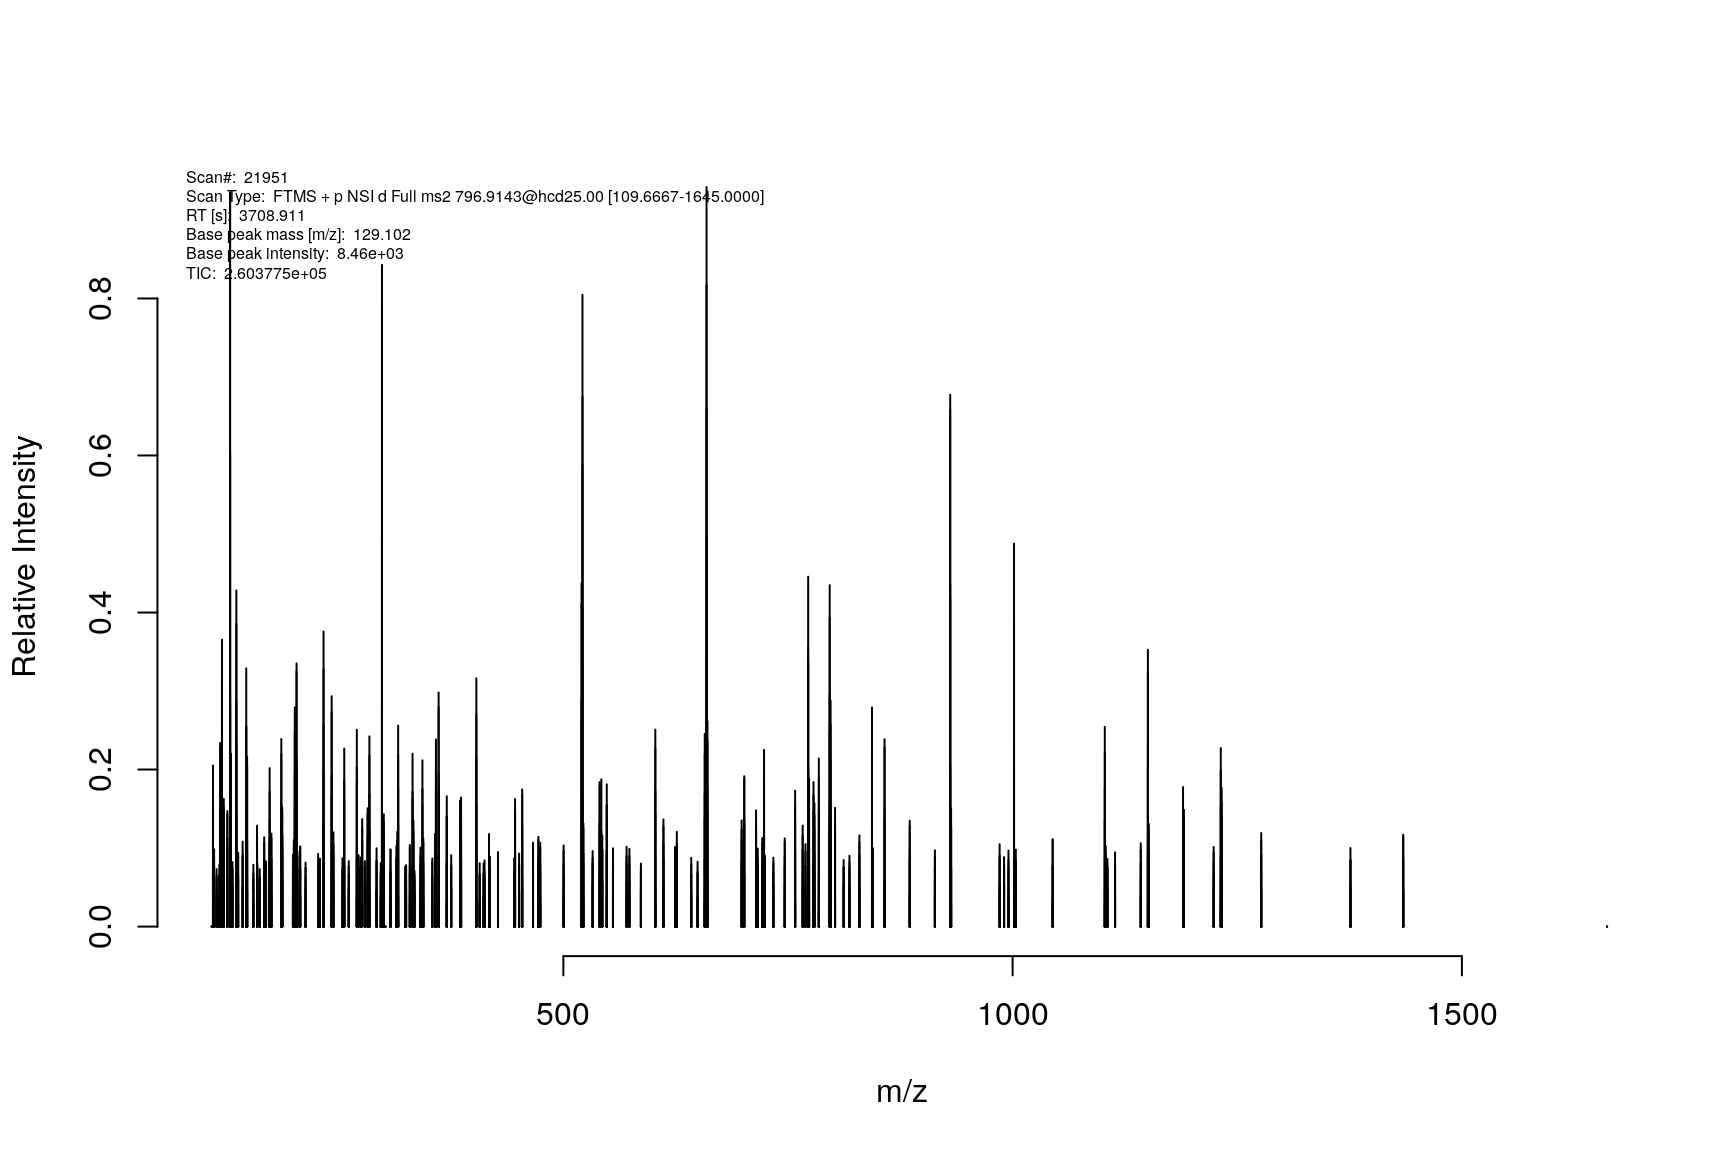 Scan#: 21951
Scan Type: FTMS + p NSI d Full ms2 796.9143@hcd25.00 [109.6667-1645.0000]
RT [s]: 3708.911
Base peak mass [m/z]: 129.102
Base peak intensity: 8.46e+03
TIC: 2.603775e+05
0.8
0.6
0.4
0.2
0.0
Relative Intensity
500 1000 1500
m/z